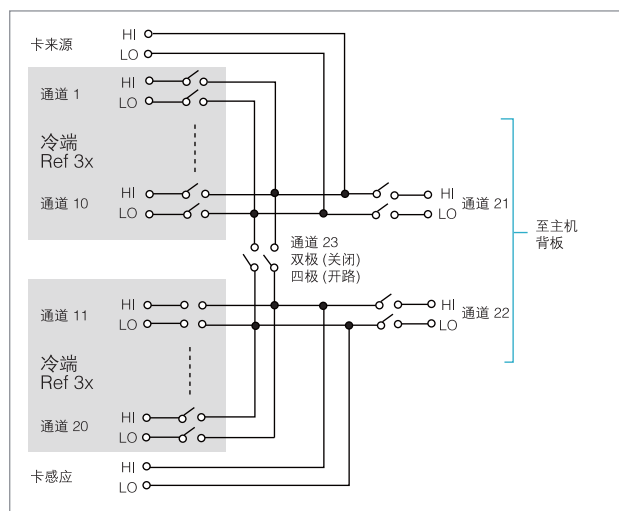 卡来源
HI
LO
通道 1
HI
LO
冷端
Ref 3x
通道 10
HI
LO
HI
LO
通道 21
通道 23
双极 (关闭)
四极 (开路)
至主机
背板
通道 11
HI
LO
HI
LO
通道 22
冷端
Ref 3x
通道 20
HI
LO
卡感应
HI
LO